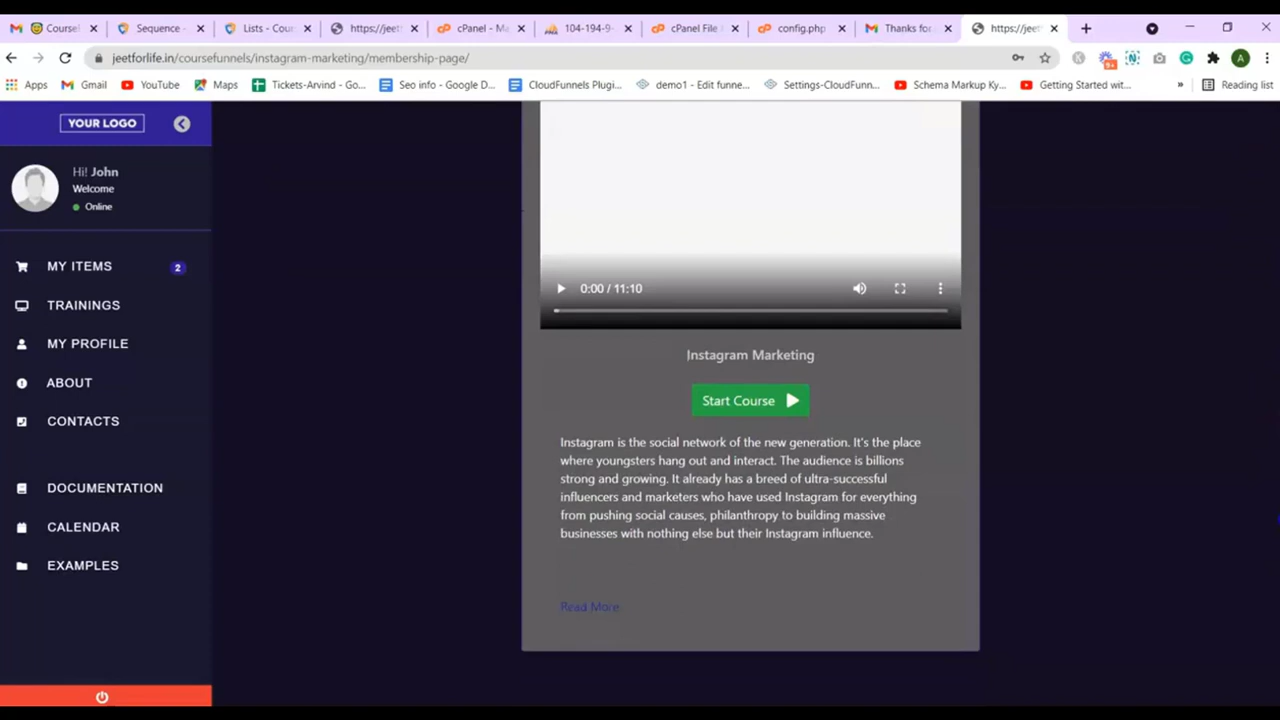 Coursel
Sequence -
Lists - Cours
https://jeetf
cPanel - Ma
104-194-9-
cPanel File
config.php
Thanks for
https://jeetf
jeetforlife.in/coursefunnels/instagram-marketing/membership-page/
9+
A
Apps
Gmail
YouTube
Maps
Tickets-Arvind - Go...
Seo info - Google D...
CloudFunnels Plugi...
demo1 - Edit funne...
Settings-CloudFunn...
Schema Markup Ky...
Getting Started wit...
»
Reading list
YOUR LOGO
Hi! John
Welcome
Online
MY ITEMS
2
TRAININGS
MY PROFILE
ABOUT
CONTACTS
DOCUMENTATION
CALENDAR
EXAMPLES
0:00 / 11:10
Instagram Marketing
Start Course
Instagram is the social network of the new generation. It's the place
where youngsters hang out and interact. The audience is billions
strong and growing. It already has a breed of ultra-successful
influencers and marketers who have used Instagram for everything
from pushing social causes, philanthropy to building massive
businesses with nothing else but their Instagram influence.
Read More